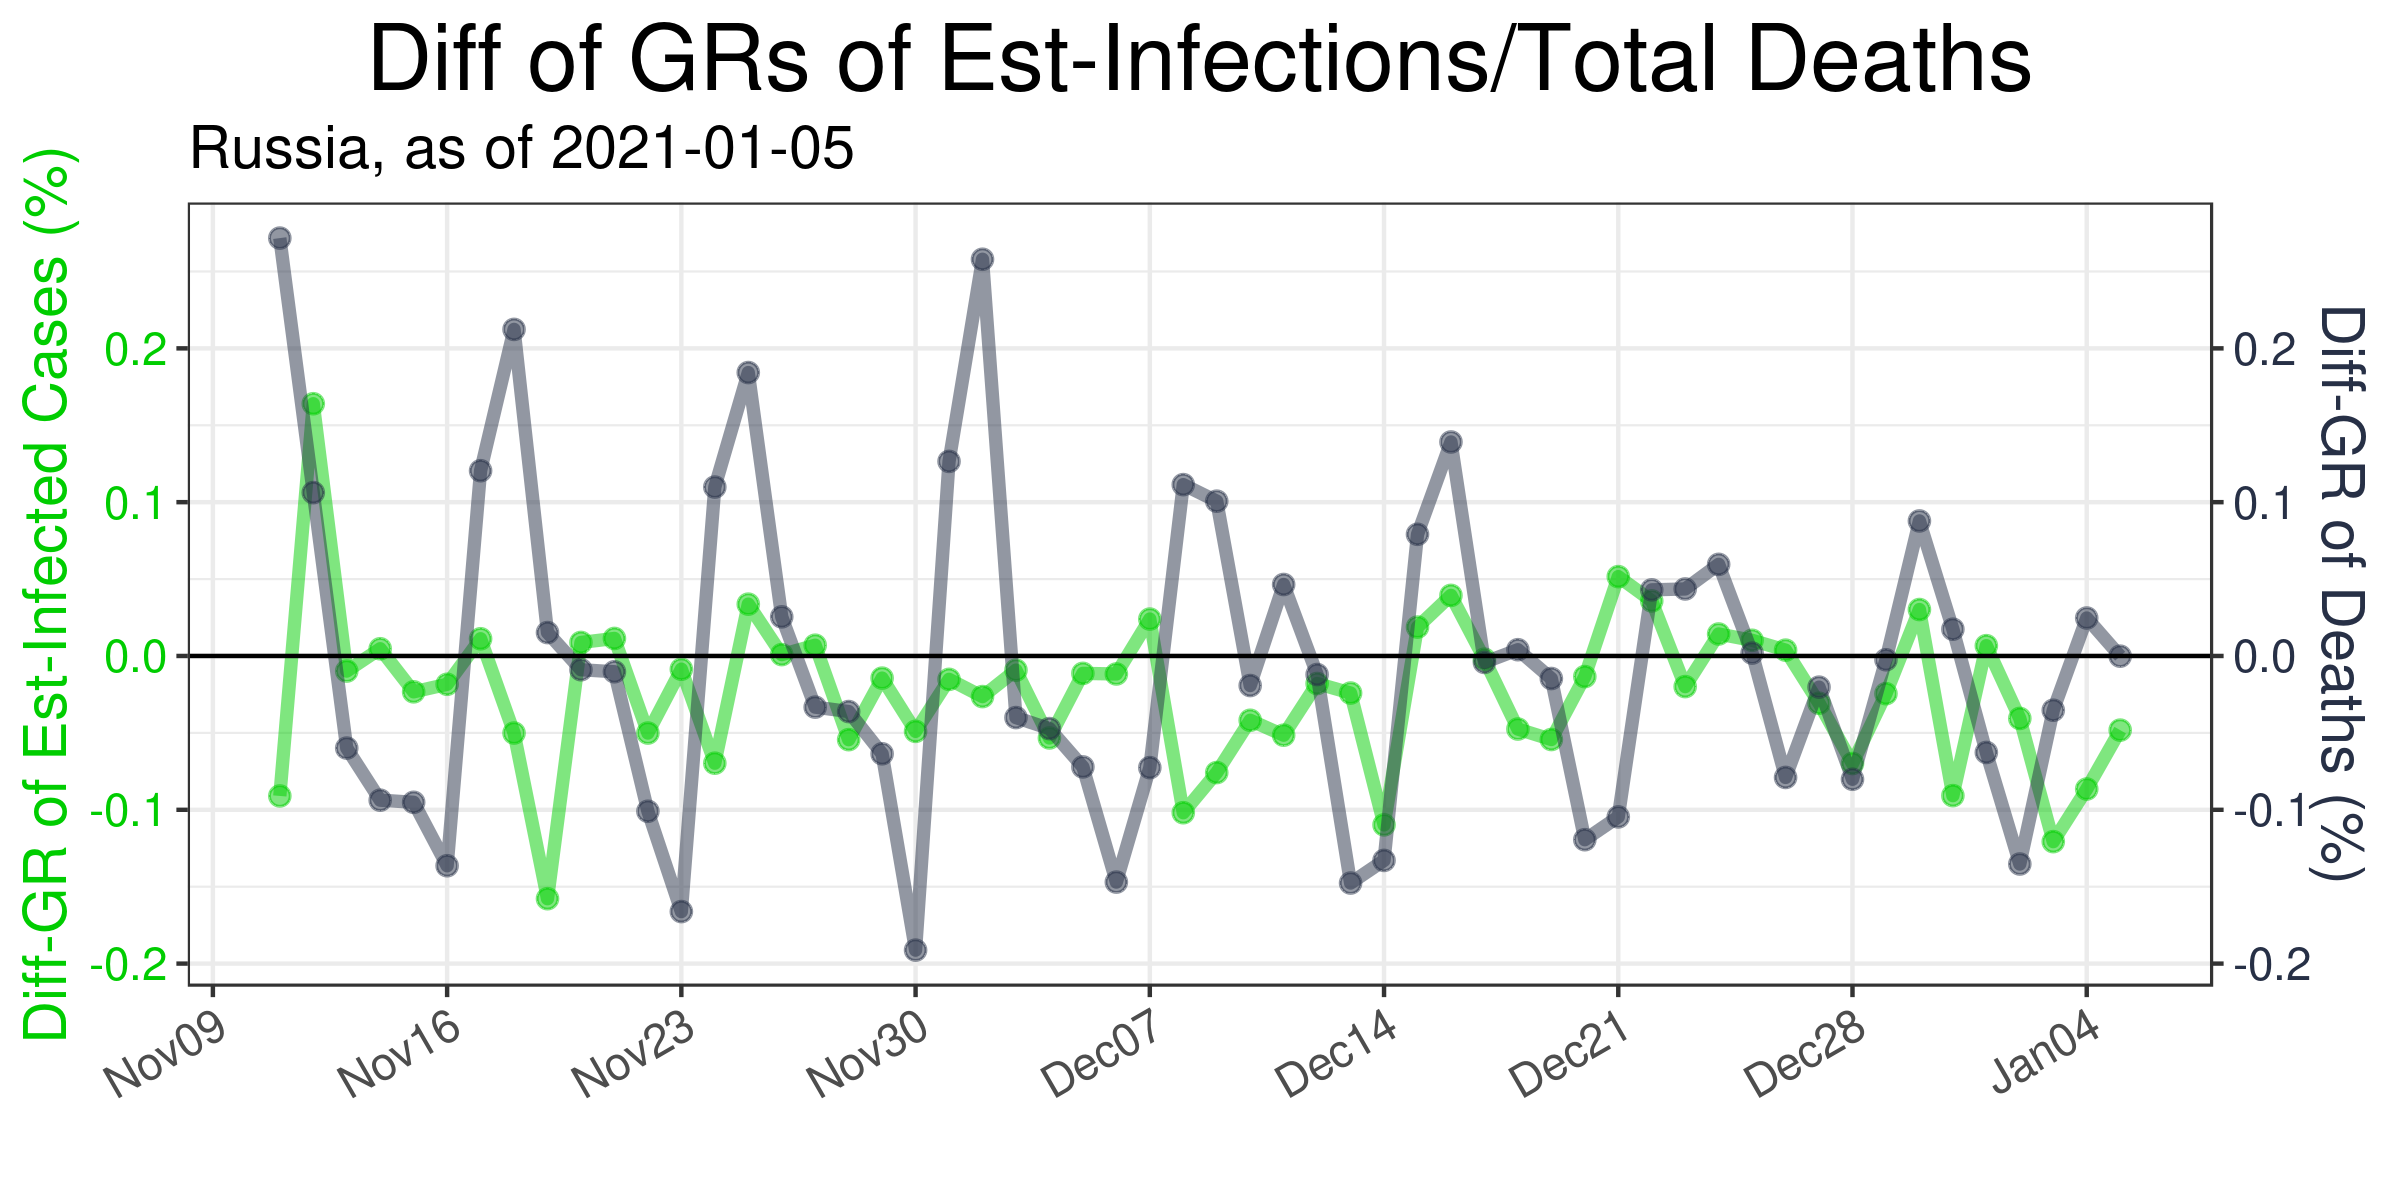 Diff of GRs of Est-Infections/Total Deaths
Russia, as of 2021-01-05
Diff-GR of Est-Infected Cases (%)
0.2
0.1
0.0
-0.1
-0.2
0.2
0.1
0.0
-0.1
-0.2
Diff-GR of Deaths (%)
Nov09
Nov16
Nov23
Nov30
Dec07
Dec14
Dec21
Dec28
Jan04